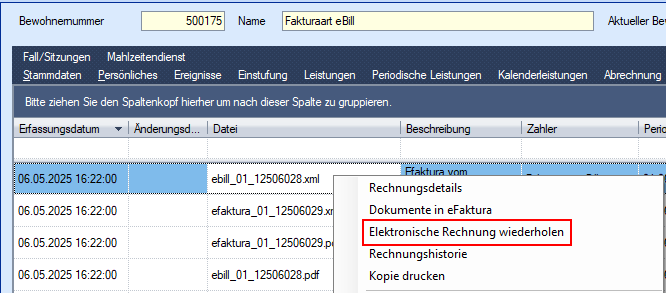 Bewohnernummer 500175 Name Fakturaart eBill Aktueller Be
Fall/Sitzungen Mahlzeitendienst
Stammdaten Persönliches Ereignisse Einstufung Leistungen Periodische Leistungen Kalenderleistungen Abrechnung
Bitte ziehen Sie den Spaltenkopf hierher um nach dieser Spalte zu gruppieren.
Erfassungsdatum Änderungsd... Datei Beschreibung Zahler Perio
06.05.2025 16:22:00 ebill_01_12506028.xml Efaktura vom
06.05.2025 16:22:00 efaktura_01_12506029.xm
06.05.2025 16:22:00 efaktura_01_12506029.pd
06.05.2025 16:22:00 ebill_01_12506028.pdf
Rechnungsdetails
Dokumente in eFaktura
Elektronische Rechnung wiederholen
Rechnungshistorie
Kopie drucken